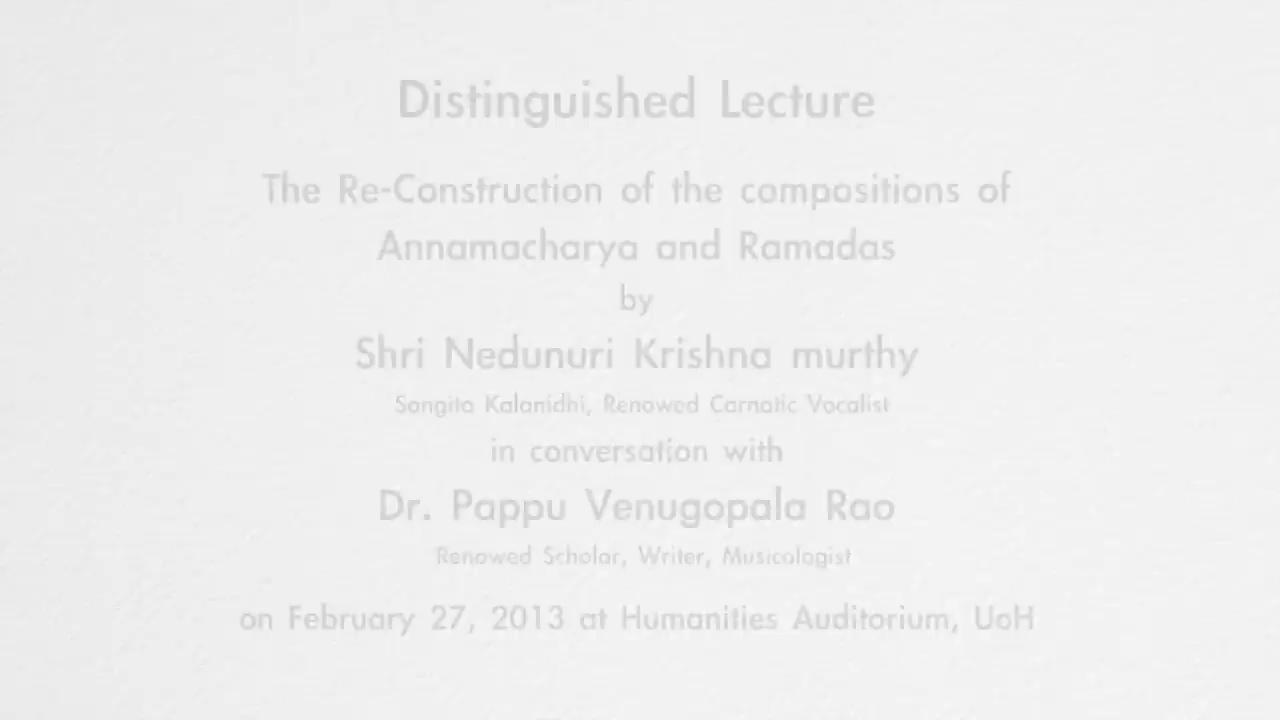 Distinguished Lecture
The Re-Construction of the compositions of
Annamacharya and Ramadas
by
Shri Nedunuri Krishna murthy
Sangita Kalanidhi, Renowed Carnatic Vocalist
in conversation with
Dr. Pappu Venugopala Rao
Renowed Scholar, Writer, Musicologist
on February 27, 2013 at Humanities Auditorium, UoH